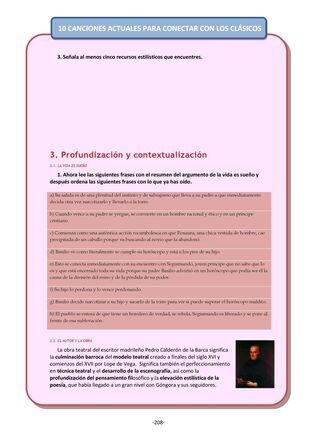 10 CANCIONES ACTUALES PARA CONECTAR CON LOS CLÁSICOS
3. Señala al menos cinco recursos estilísticos que encuentres.
3. Profundización y contextualización
3.1. LA VIDA ES SUEÑO
1. Ahora lee las siguientes frases con el resumen del argumento de la vida es sueño y
después ordena las siguientes frases con lo que ya has oído.
a) Su salida es de una plenitud del instinto y de salvajismo que lleva a su padre a que inmediatamente
decida otra vez narcotizarlo y llevarlo a la torre.
b) Cuando vence a su padre se yergue, se convierte en un hombre racional y ético y en un príncipe
cristiano.
c) Comienza como una auténtica acción rocambolesca en que Rosaura, una chica vestida de hombre, cae
precipitada de un caballo porque va buscando al novio que la abandonó.
d) Basilio ve como literalmente se cumple su horóscopo y está a los pies de su hijo.
e) Esto se conecta inmediatamente con su encuentro con Segismundo, joven príncipe que no sabe que lo
es y que está encerrado toda su vida porque su padre Basilio advirtió en un horóscopo que podía ser él la
causa de la división del reino y de la pérdida de su poder.
f) Su hijo lo perdona y lo vence perdonando.
g) Basilio decide narcotizar a su hijo y sacarlo de la torre para ver si puede superar el horóscopo maldito.
h) El pueblo se entera de que tiene un heredero de verdad, se rebela, Segismundo es liberado y se pone al
frente de esa sublevación.
3.2. EL AUTOR Y LA OBRA
La obra teatral del escritor madrileño Pedro Calderón de la Barca significa
la culminación barroca del modelo teatral creado a finales del siglo XVI y
comienzos del XVII por Lope de Vega. Significa también el perfeccionamiento
en técnica teatral y el desarrollo de la escenografía, así como la
profundización del pensamiento filosófico y la elevación estilística de la
poesía, que había llegado a un gran nivel con Góngora y sus seguidores.
-208-